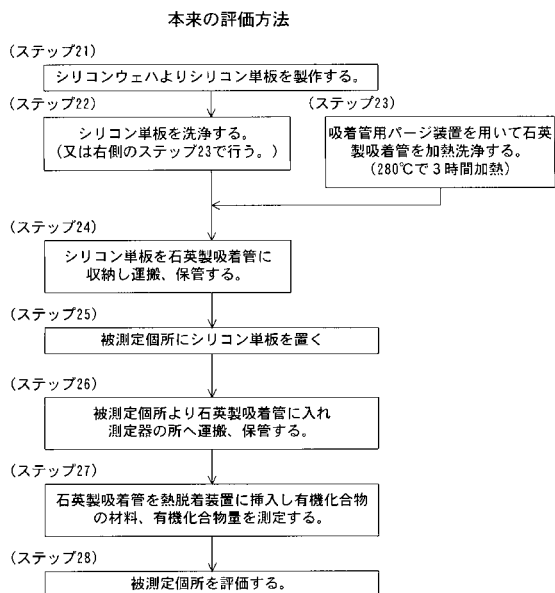 本来の評価方法
(ステップ21)
シリコンウェハよりシリコン単板を製作する。
(ステップ22)
シリコン単板を洗浄する。
(又は右側のステップ23で行う。)
(ステップ23)
吸着管用パージ装置を用いて石英
製吸着管を加熱洗浄する。
(280℃で3時間加熱)
(ステップ24)
シリコン単板を石英製吸着管に
収納し運搬、保管する。
(ステップ25)
被測定個所にシリコン単板を置く
(ステップ26)
被測定個所より石英製吸着管に入れ
測定器の所へ運搬、保管する。
(ステップ27)
石英製吸着管を熱脱着装置に挿入し有機化合物
の材料、有機化合物量を測定する。
(ステップ28)
被測定個所を評価する。